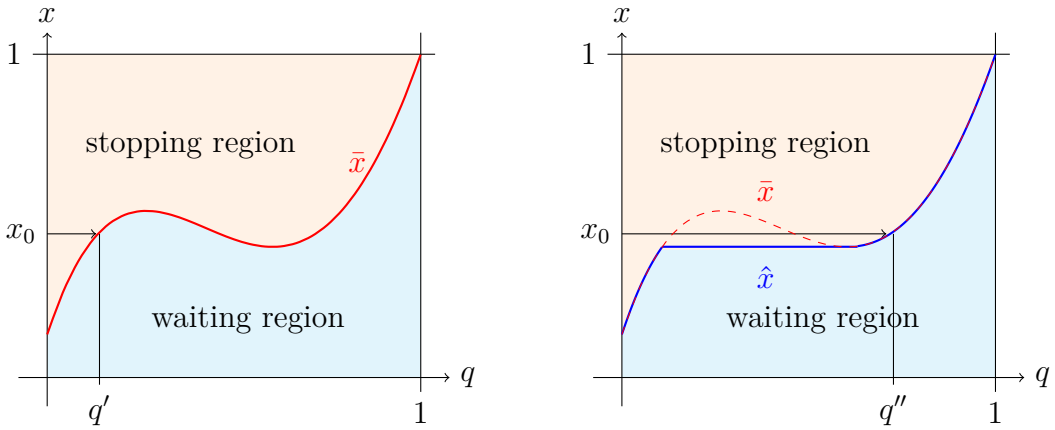 x
1
stopping region
x̄
x₀
waiting region
q
q′
1
x
1
stopping region
x̄
x₀
x̂
waiting region
q
q″
1